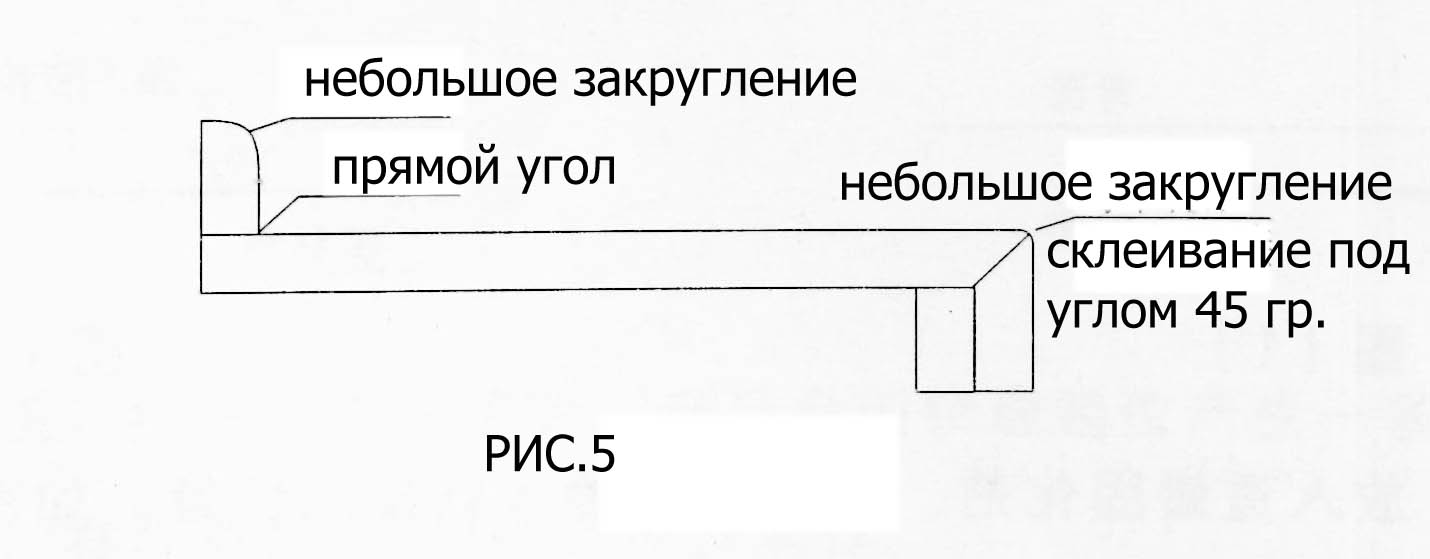 небольшое закругление
прямой угол
небольшое закругление
склеивание под
углом 45 гр.
РИС.5